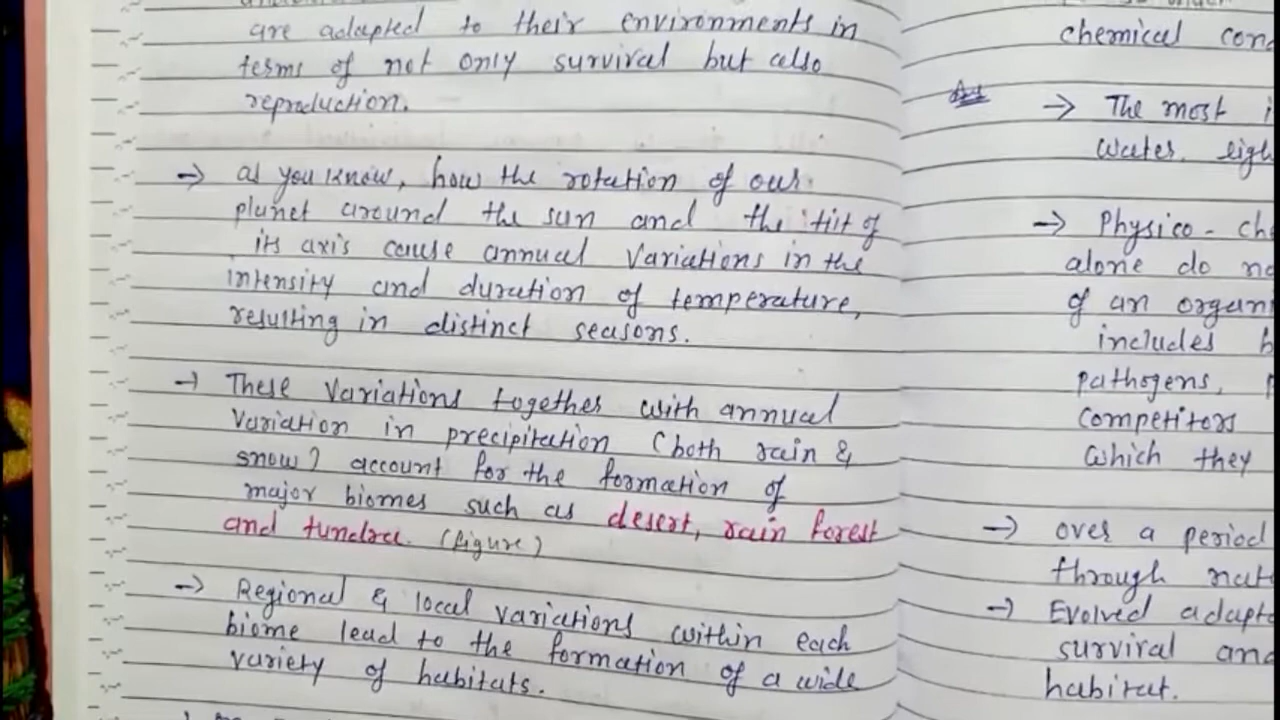 are adapted to their environments in
terms of not only survival but also
reproduction.
→ as you know, how the rotation of our
planet around the sun and the tilt of
its axis cause annual variations in the
intensity and duration of temperature,
resulting in distinct seasons.
→ These variations together with annual
variation in precipitation (both rain &
snow) account for the formation of
major biomes such as desert, rain forest
and tundra. (figure)
→ Regional & local variations within each
biome lead to the formation of a wide
variety of habitats.
chemical con
→ The most i
water, ligh
→ Physico-ch
alone do no
of an organ
includes b
pathogens, p
competitors
which they
→ over a period
through nat
→ Evolved adapt
survival and
habitat.